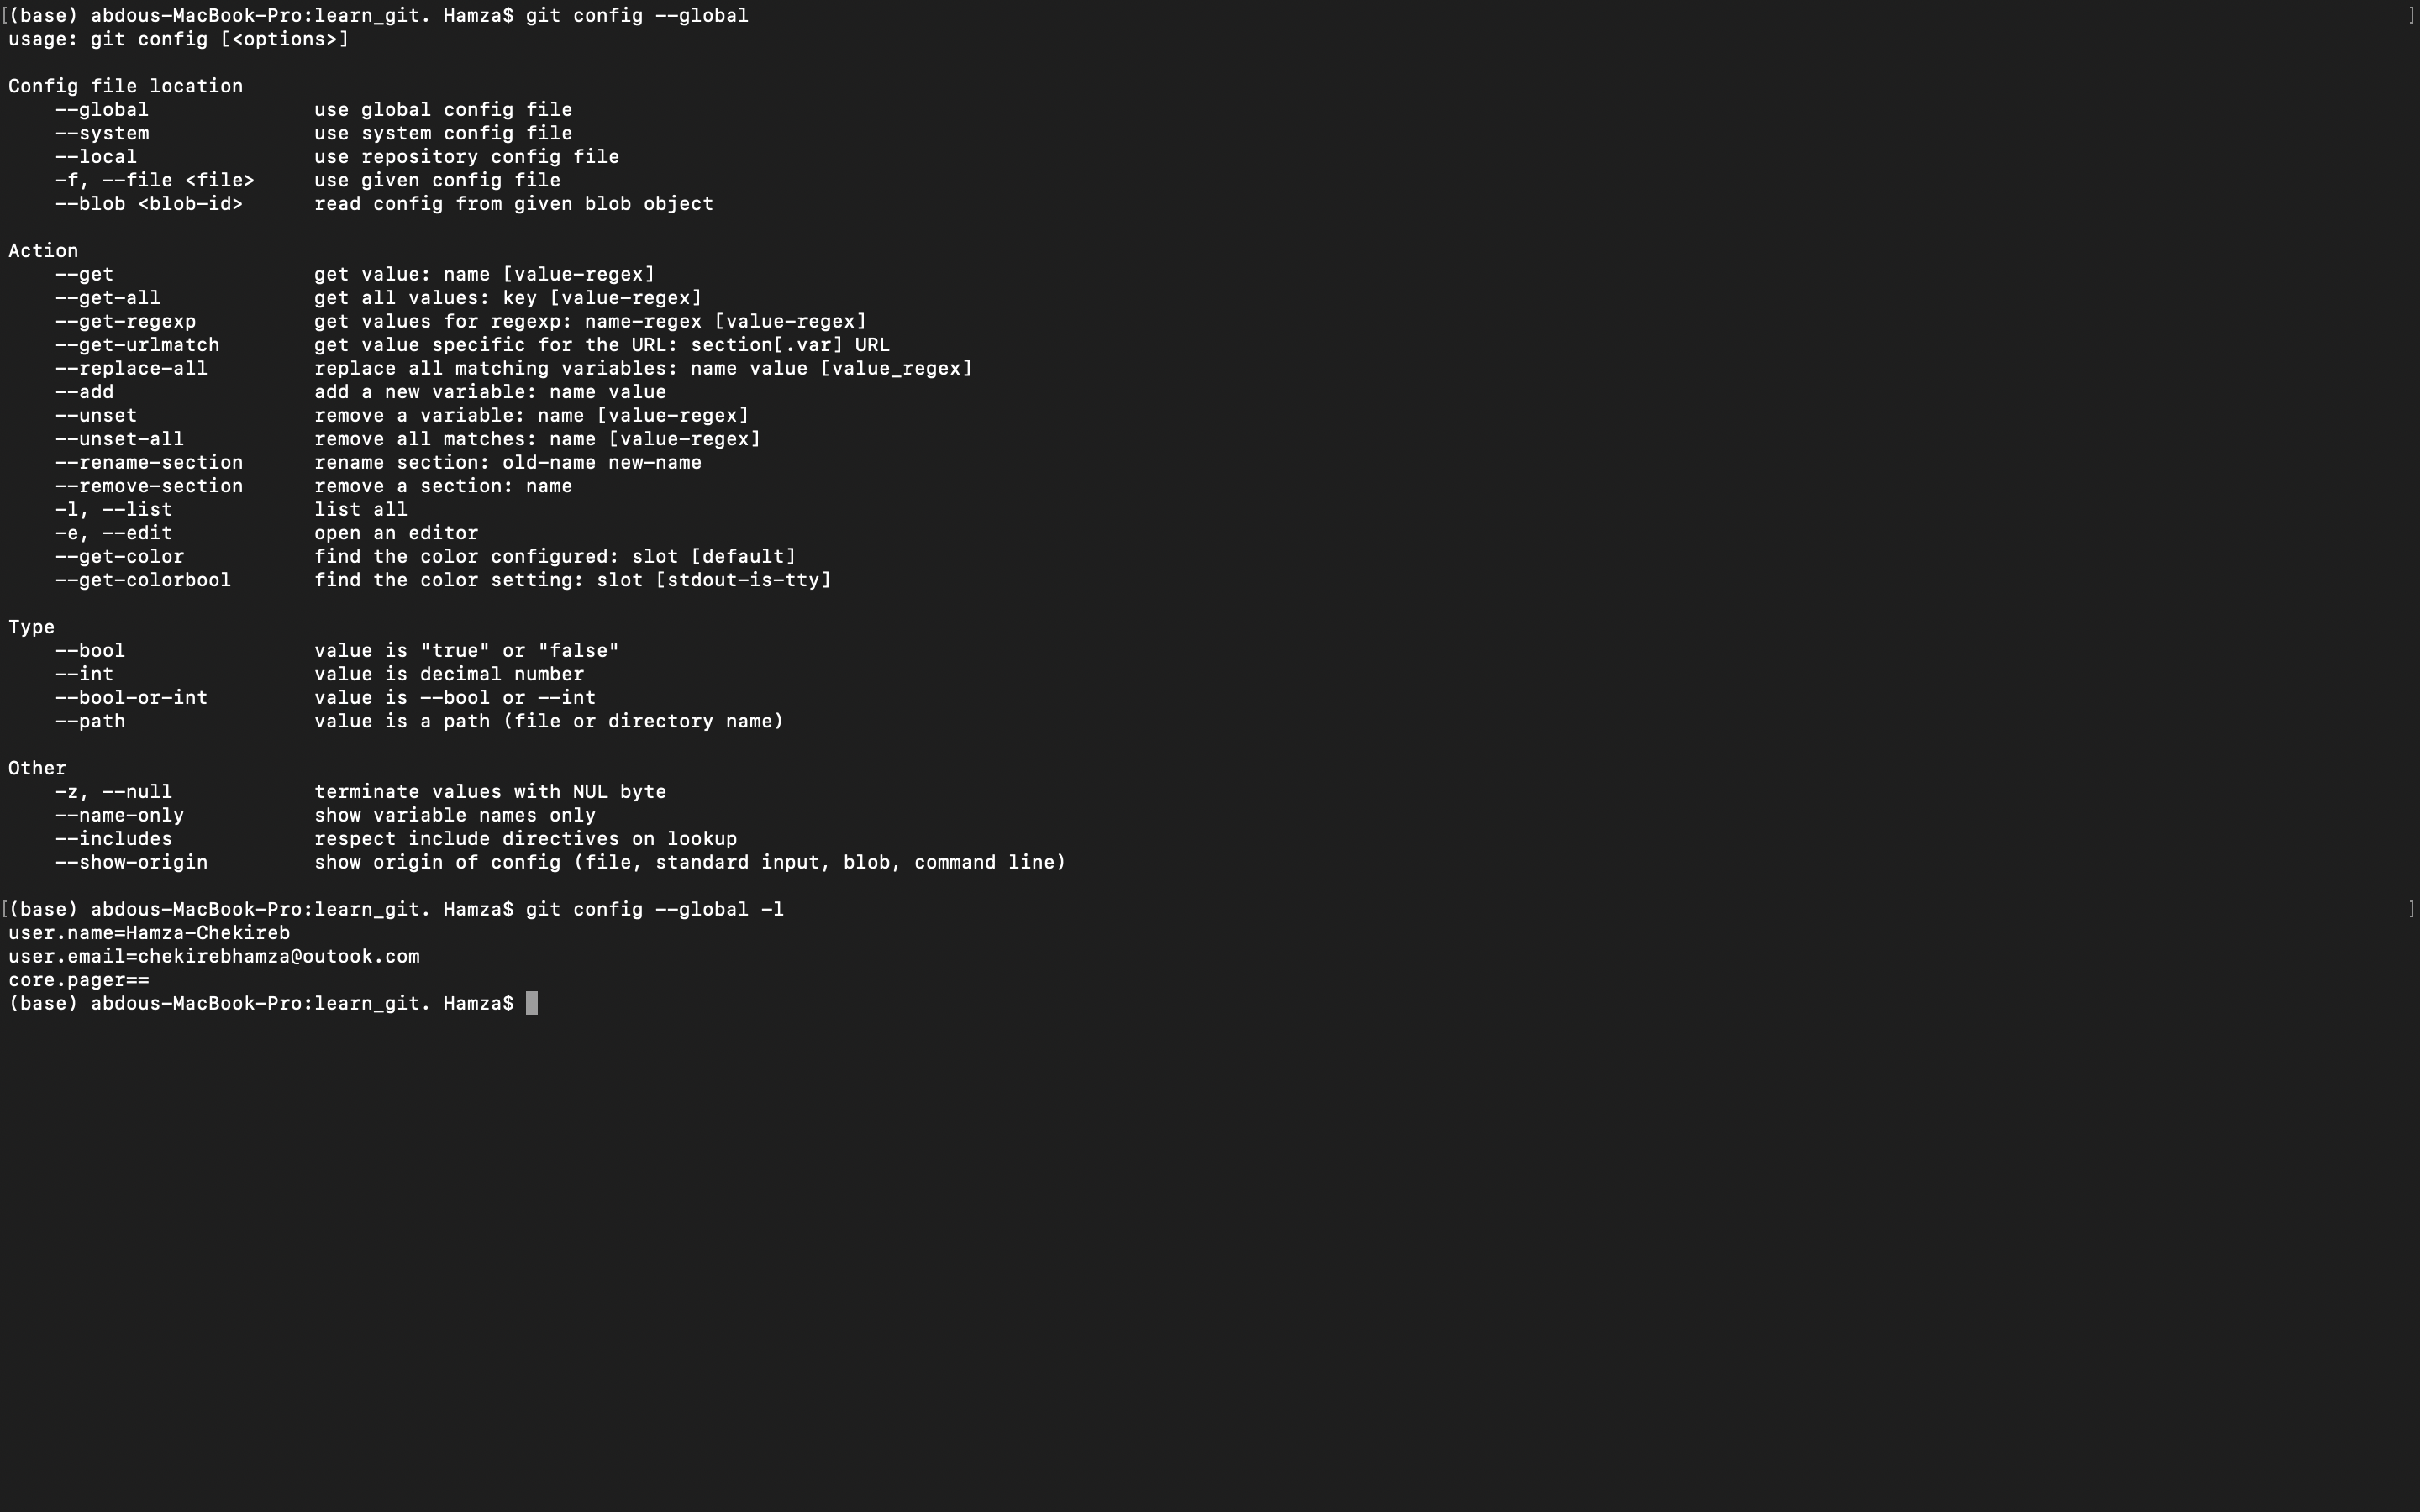 [(base) abdous-MacBook-Pro:learn_git. Hamza$ git config --global ]
usage: git config [<options>]

Config file location
    --global              use global config file
    --system              use system config file
    --local               use repository config file
    -f, --file <file>     use given config file
    --blob <blob-id>      read config from given blob object

Action
    --get                 get value: name [value-regex]
    --get-all             get all values: key [value-regex]
    --get-regexp          get values for regexp: name-regex [value-regex]
    --get-urlmatch        get value specific for the URL: section[.var] URL
    --replace-all         replace all matching variables: name value [value_regex]
    --add                 add a new variable: name value
    --unset               remove a variable: name [value-regex]
    --unset-all           remove all matches: name [value-regex]
    --rename-section      rename section: old-name new-name
    --remove-section      remove a section: name
    -l, --list            list all
    -e, --edit            open an editor
    --get-color           find the color configured: slot [default]
    --get-colorbool       find the color setting: slot [stdout-is-tty]

Type
    --bool                value is "true" or "false"
    --int                 value is decimal number
    --bool-or-int         value is --bool or --int
    --path                value is a path (file or directory name)

Other
    -z, --null            terminate values with NUL byte
    --name-only           show variable names only
    --includes            respect include directives on lookup
    --show-origin         show origin of config (file, standard input, blob, command line)

[(base) abdous-MacBook-Pro:learn_git. Hamza$ git config --global -l ]
user.name=Hamza-Chekireb
user.email=chekirebhamza@outook.com
core.pager==
(base) abdous-MacBook-Pro:learn_git. Hamza$